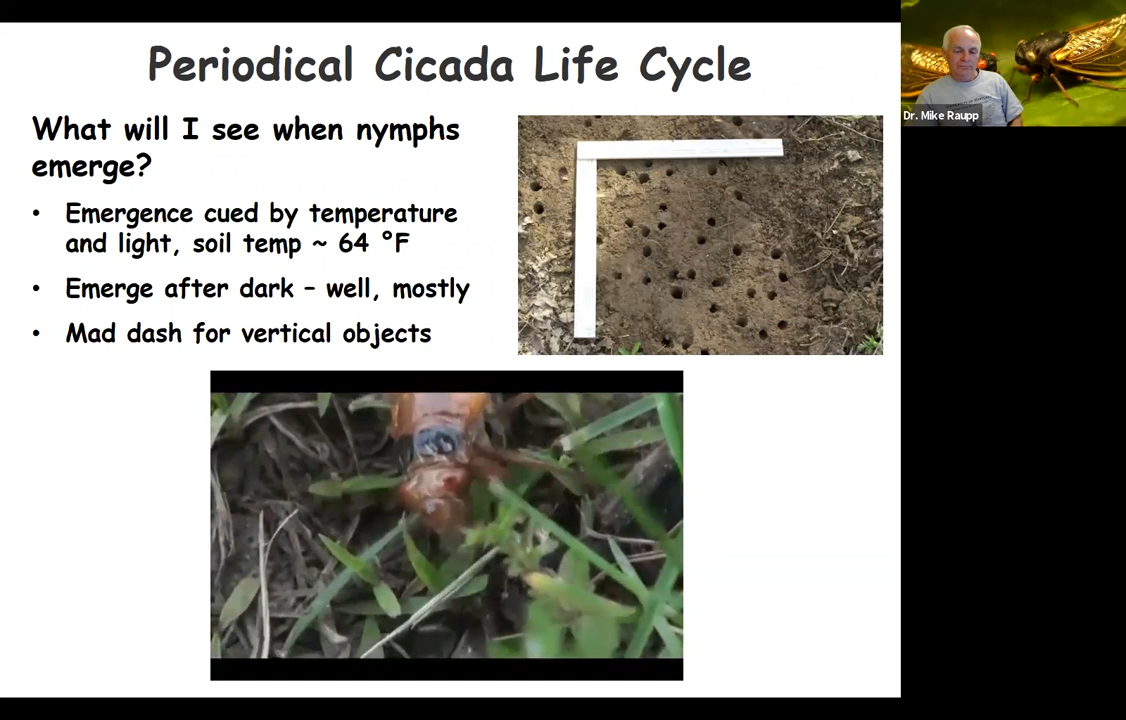 Periodical Cicada Life Cycle
What will I see when nymphs
emerge?
• Emergence cued by temperature
and light, soil temp ~ 64 °F
• Emerge after dark – well, mostly
• Mad dash for vertical objects
Dr. Mike Raupp